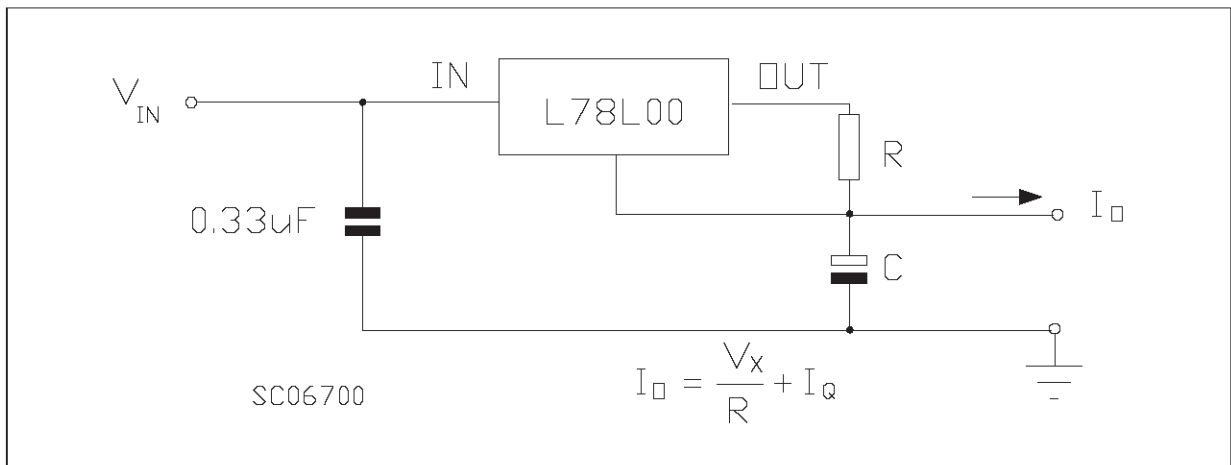 IN
OUT
V_IN
L78L00
R
0.33uF
I_O
C
I_O = V_X / R + I_Q
SC06700